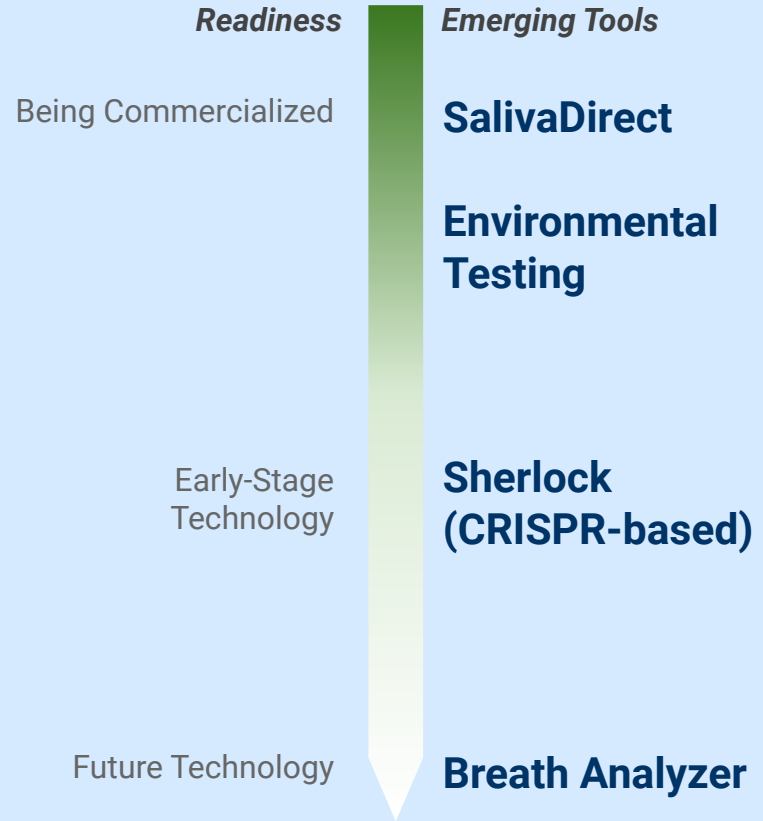 Readiness
Emerging Tools
Being Commercialized
SalivaDirect
Environmental
Testing
Early-Stage
Technology
Sherlock
(CRISPR-based)
Future Technology
Breath Analyzer